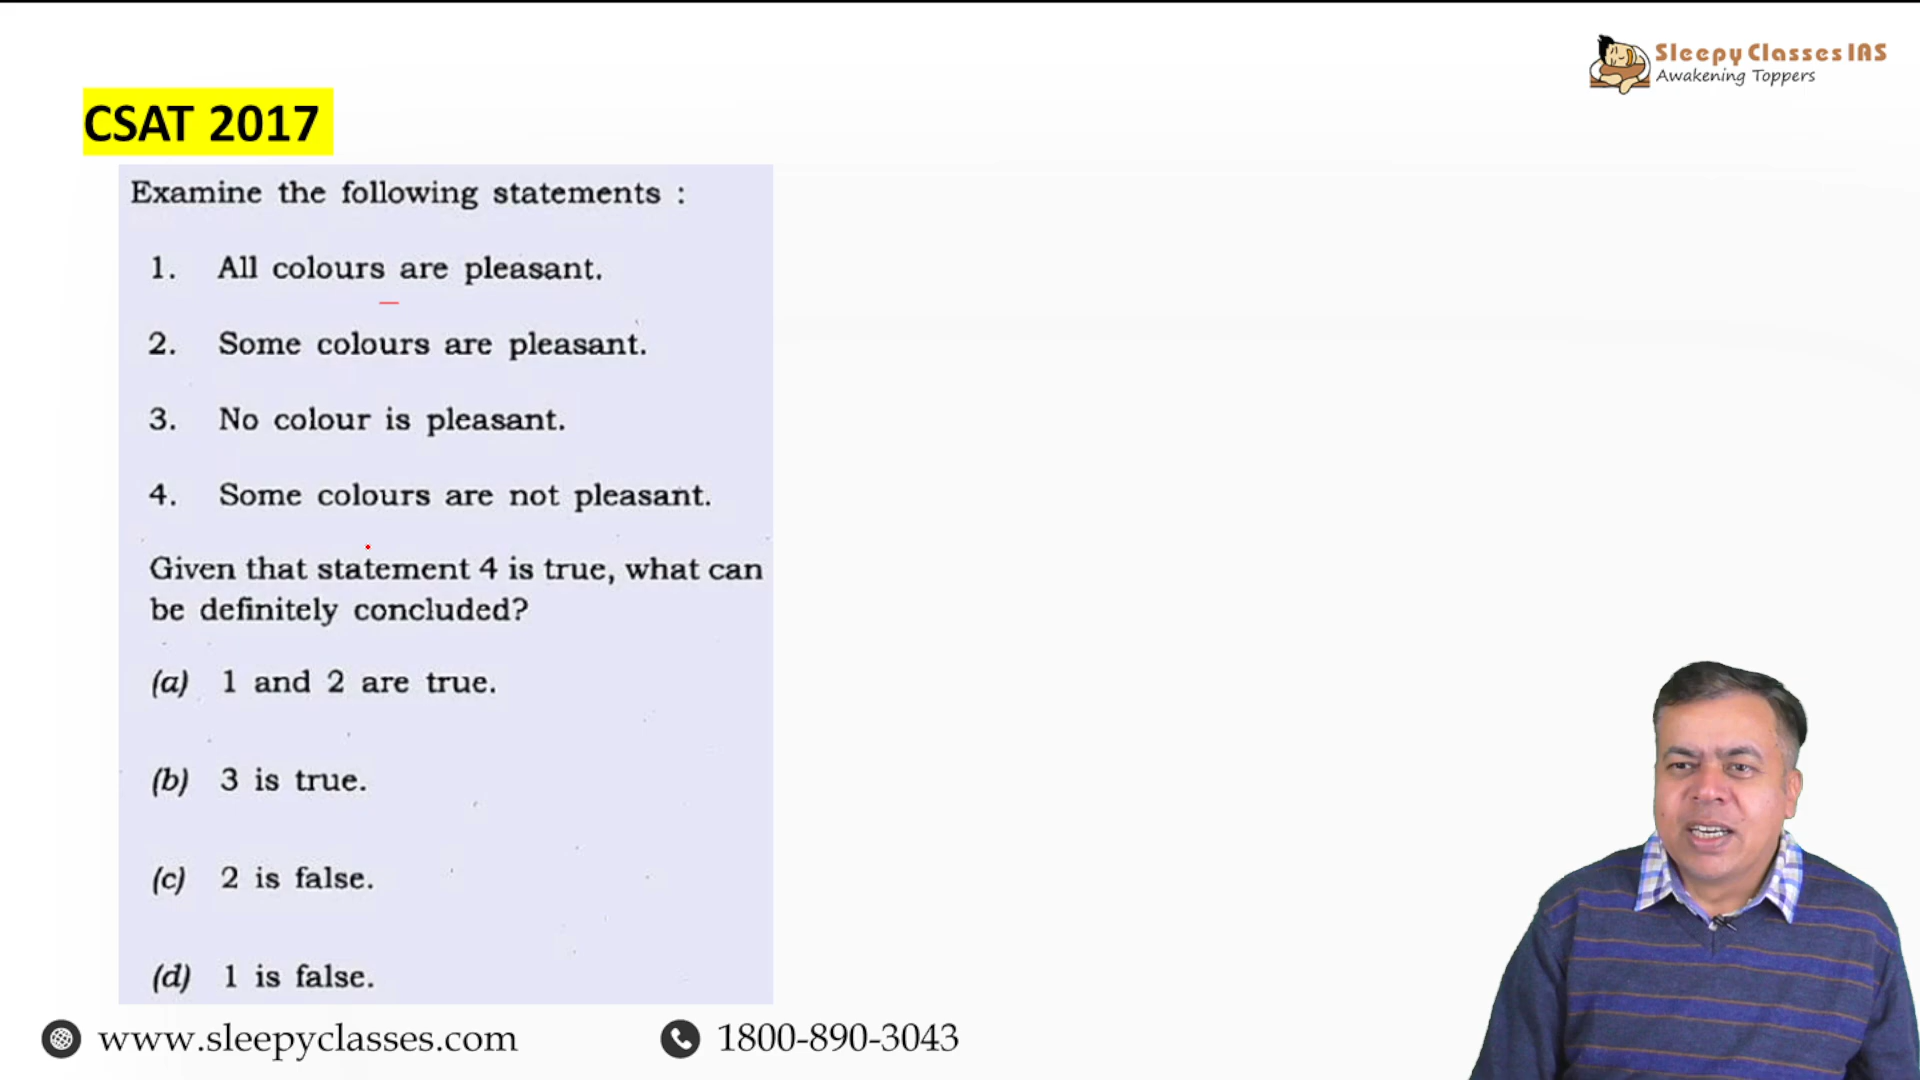 Sleepy Classes IAS
Awakening Toppers
CSAT 2017
Examine the following statements :
1. All colours are pleasant.
2. Some colours are pleasant.
3. No colour is pleasant.
4. Some colours are not pleasant.
Given that statement 4 is true, what can
be definitely concluded?
(a) 1 and 2 are true.
(b) 3 is true.
(c) 2 is false.
(d) 1 is false.
www.sleepyclasses.com
1800-890-3043